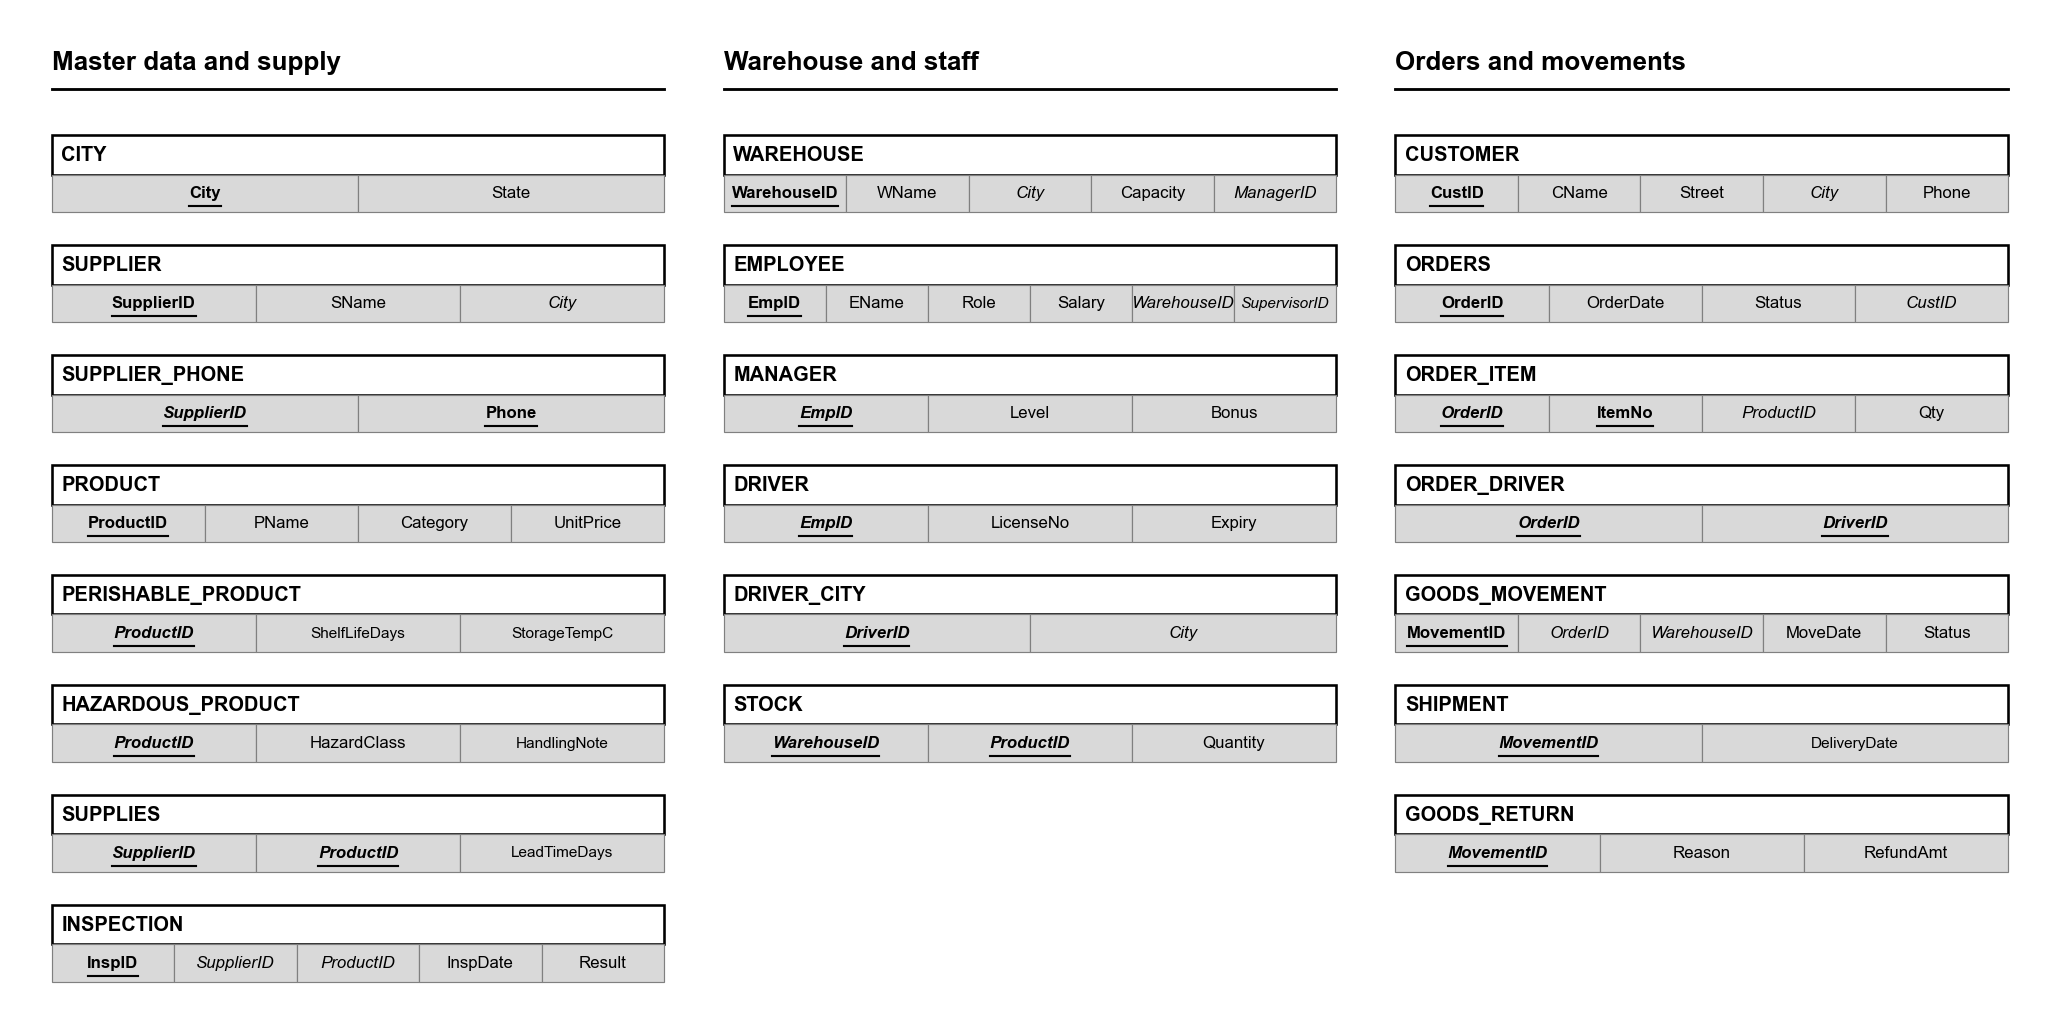 Master data and supply
CITY
City State
SUPPLIER
SupplierID SName City
SUPPLIER_PHONE
SupplierID Phone
PRODUCT
ProductID PName Category UnitPrice
PERISHABLE_PRODUCT
ProductID ShelfLifeDays StorageTempC
HAZARDOUS_PRODUCT
ProductID HazardClass HandlingNote
SUPPLIES
SupplierID ProductID LeadTimeDays
INSPECTION
InspID SupplierID ProductID InspDate Result
Warehouse and staff
WAREHOUSE
WarehouseID WName City Capacity ManagerID
EMPLOYEE
EmpID EName Role Salary WarehouseID SupervisorID
MANAGER
EmpID Level Bonus
DRIVER
EmpID LicenseNo Expiry
DRIVER_CITY
DriverID City
STOCK
WarehouseID ProductID Quantity
Orders and movements
CUSTOMER
CustID CName Street City Phone
ORDERS
OrderID OrderDate Status CustID
ORDER_ITEM
OrderID ItemNo ProductID Qty
ORDER_DRIVER
OrderID DriverID
GOODS_MOVEMENT
MovementID OrderID WarehouseID MoveDate Status
SHIPMENT
MovementID DeliveryDate
GOODS_RETURN
MovementID Reason RefundAmt